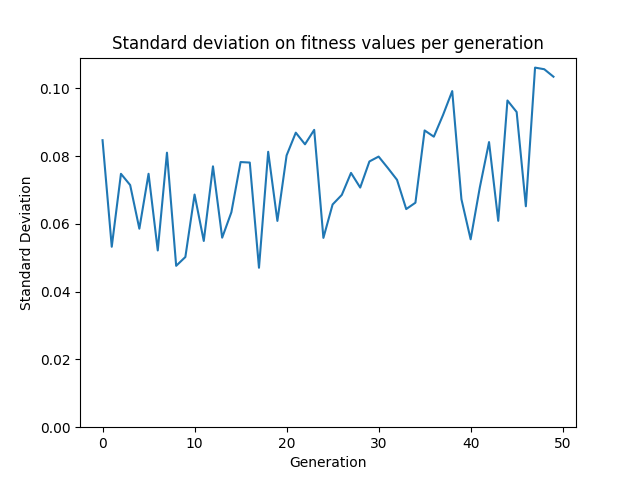 Standard deviation on fitness values per generation
0.10
0.08
0.06
0.04
0.02
0.00
Standard Deviation
0 10 20 30 40 50
Generation